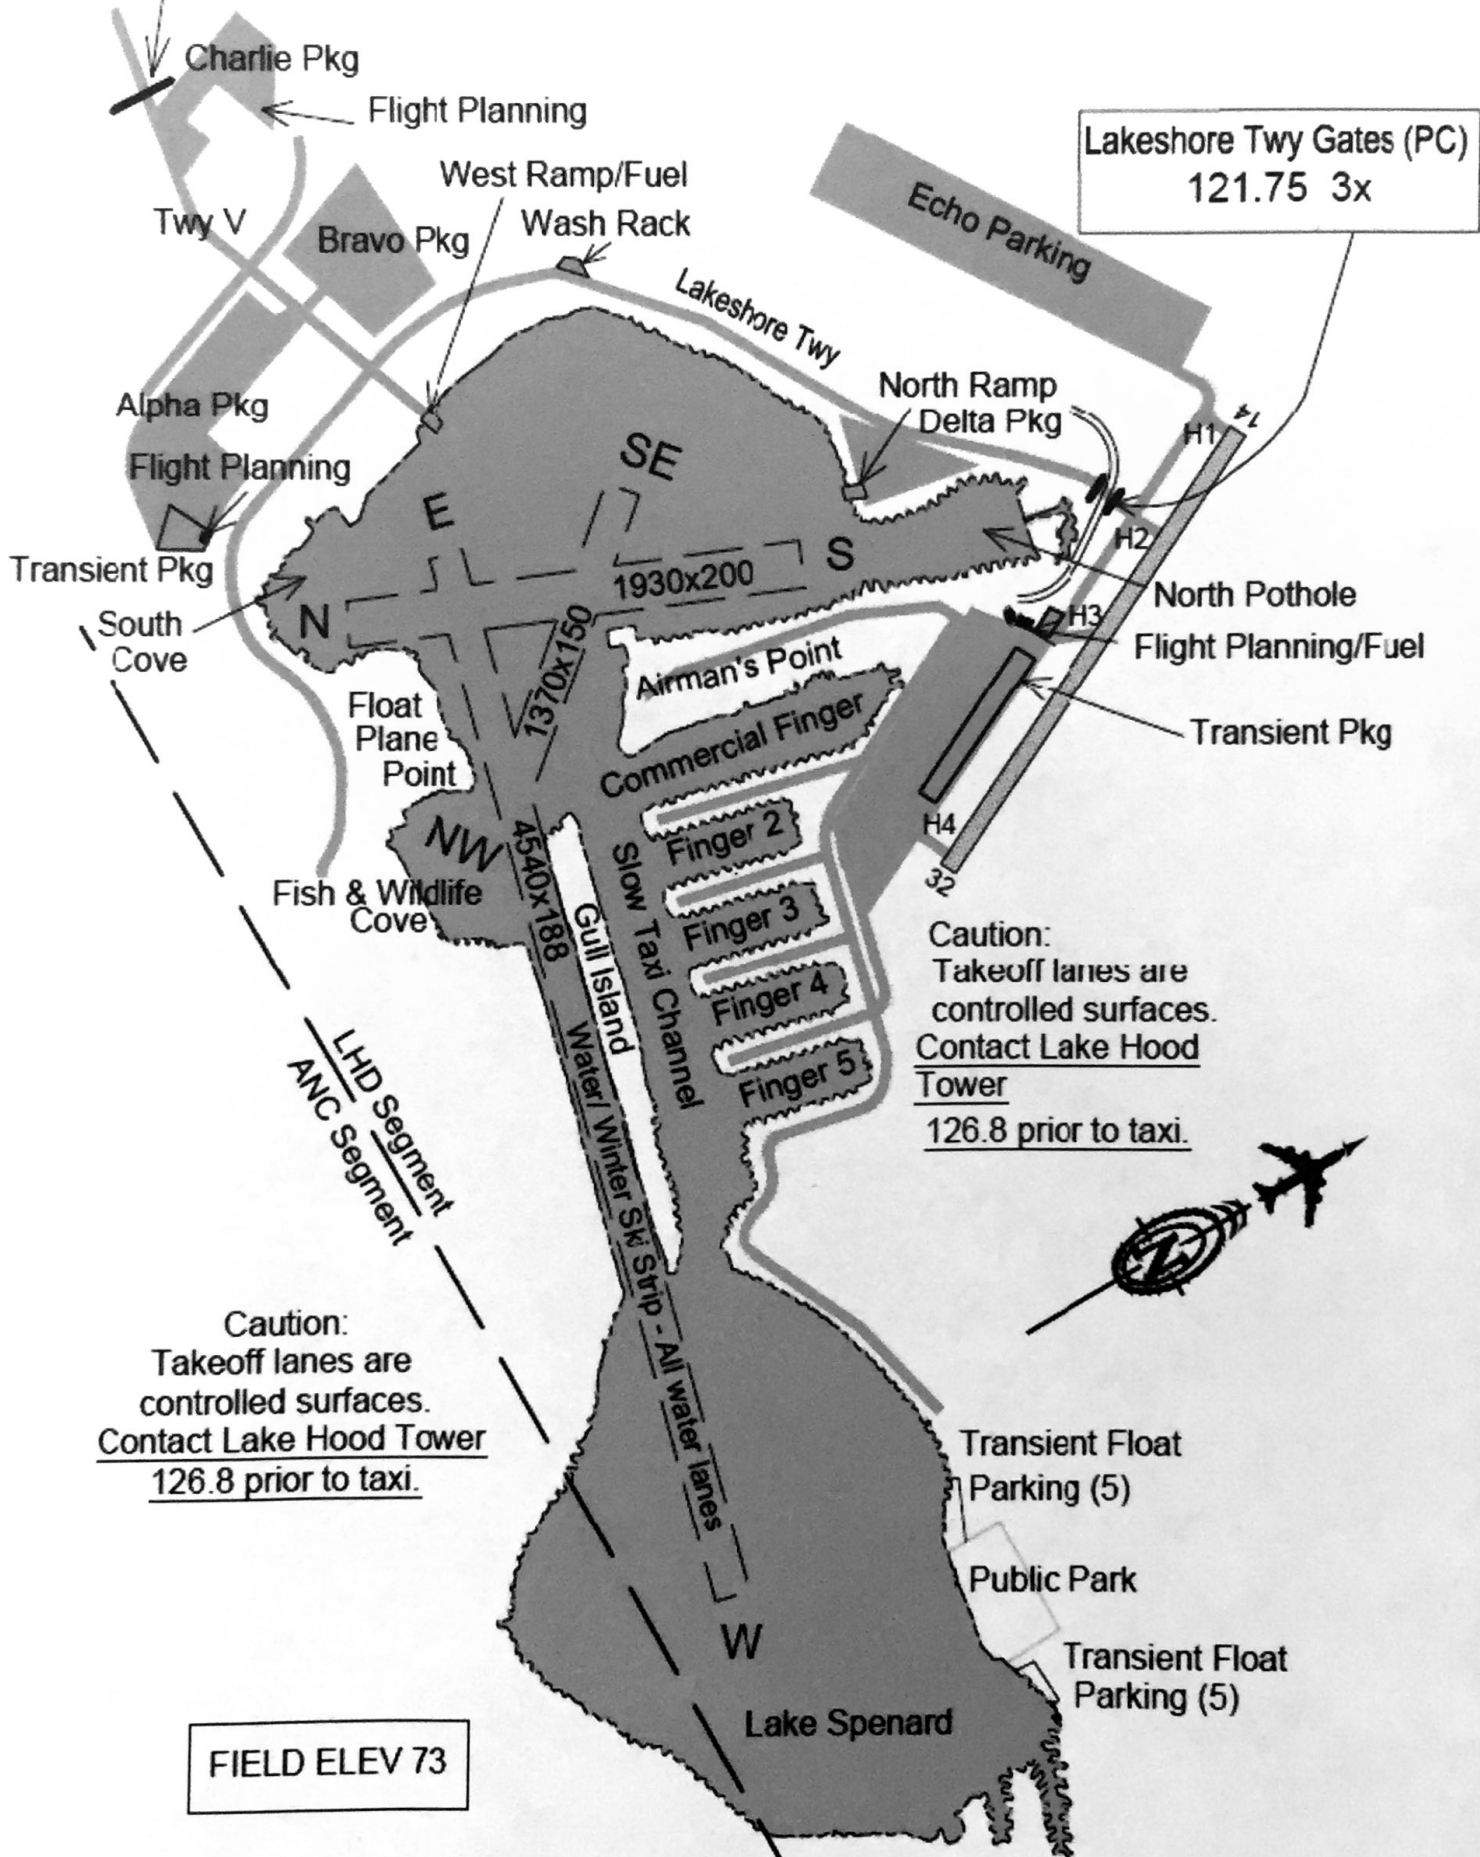 Charlie Pkg
Flight Planning
Lakeshore Twy Gates (PC)
121.75 3x
West Ramp/Fuel
Echo Parking
Twy V
Bravo Pkg
Wash Rack
Lakeshore Twy
North Ramp
Delta Pkg
14
H1
Alpha Pkg
Flight Planning
SE
E
H2
Transient Pkg
1930x200
S
North Pothole
South
Cove
N
H3
Flight Planning/Fuel
1370x150
Airman's Point
Float
Plane
Point
Commercial Finger
Transient Pkg
NW
4540x188
Finger 2
H4
32
Fish & Wildlife
Cove
Gull Island
Slow Taxi Channel
Finger 3
Finger 4
Finger 5
Caution:
Takeoff lanes are
controlled surfaces.
Contact Lake Hood
Tower
126.8 prior to taxi.
LHD Segment
ANC Segment
Water/ Winter Ski Strip - All water lanes
N
Caution:
Takeoff lanes are
controlled surfaces.
Contact Lake Hood Tower
126.8 prior to taxi.
Transient Float
Parking (5)
Public Park
W
Transient Float
Parking (5)
Lake Spenard
FIELD ELEV 73